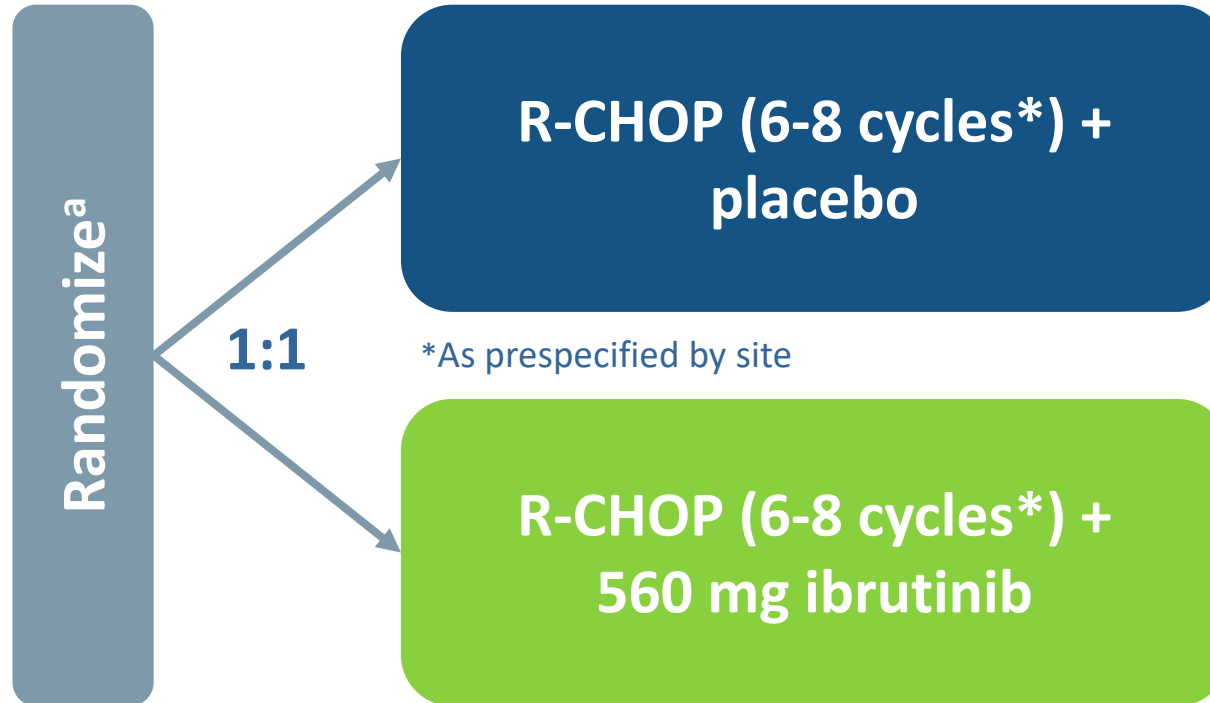 Randomizeᵃ
R-CHOP (6-8 cycles*) +
placebo
1:1
*As prespecified by site
R-CHOP (6-8 cycles*) +
560 mg ibrutinib